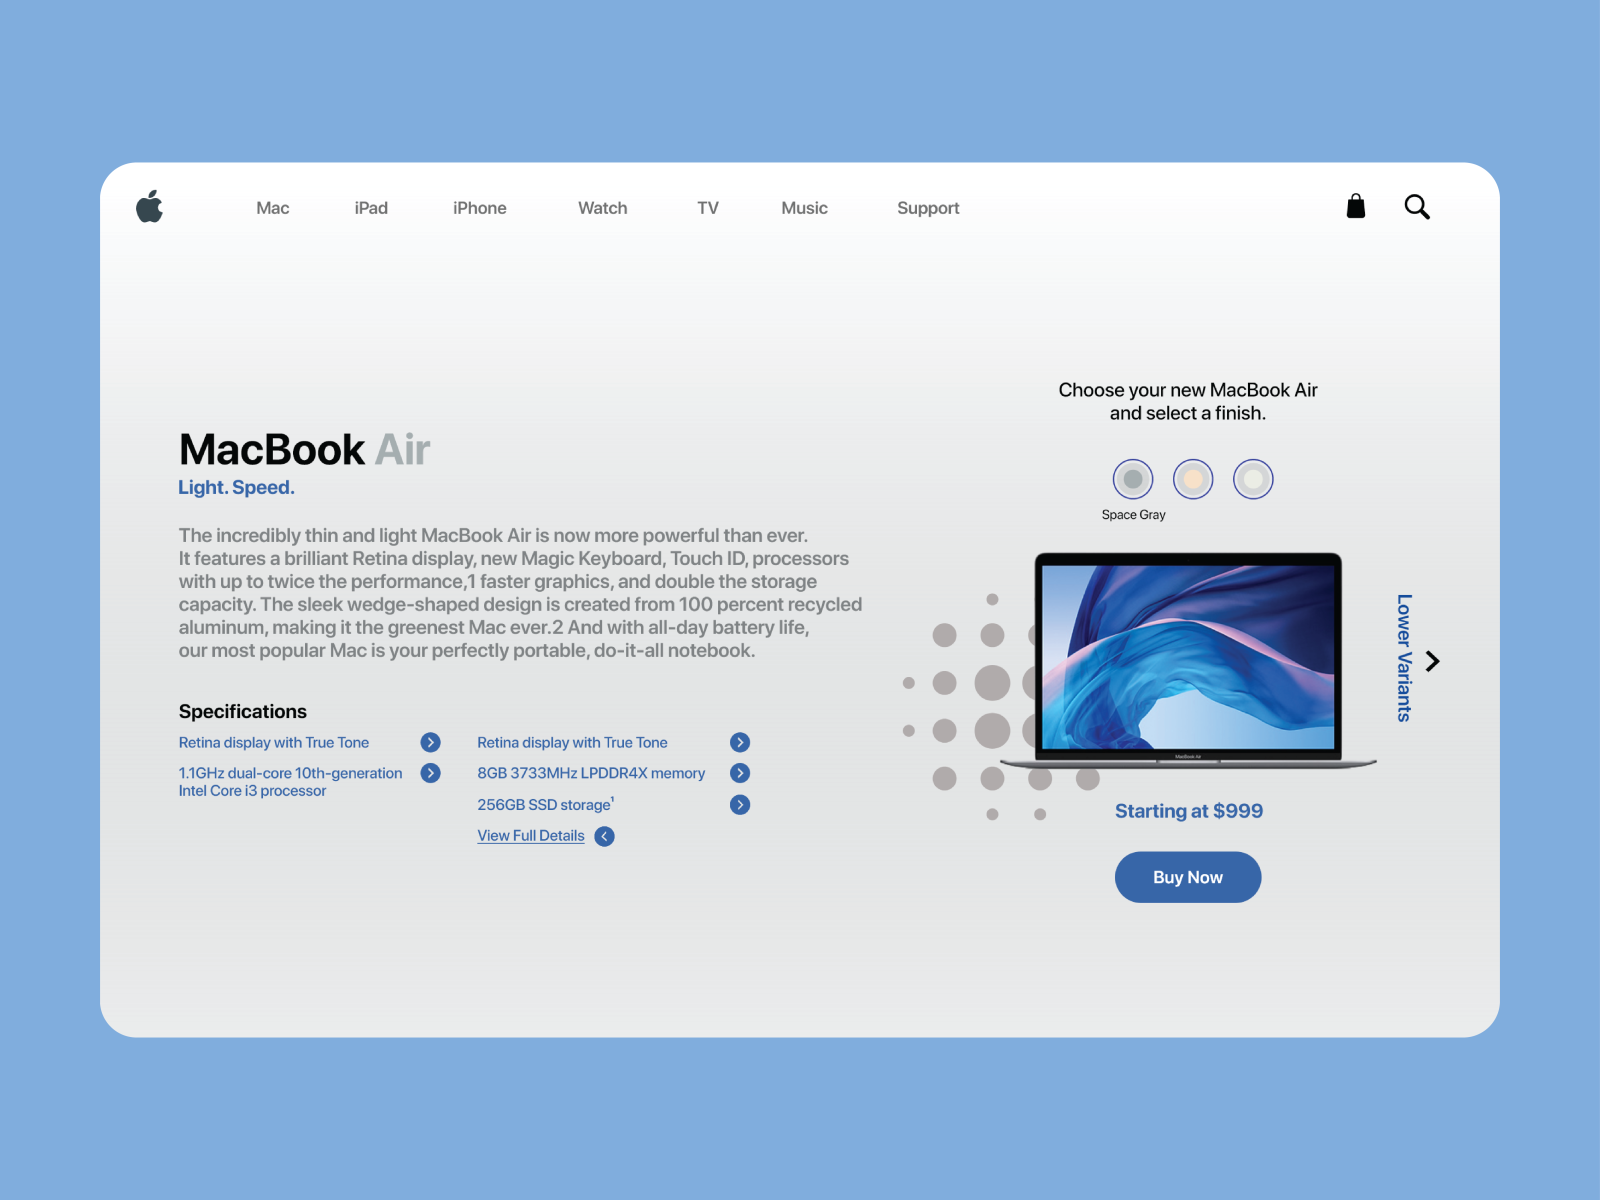 Mac iPad iPhone Watch TV Music Support
MacBook Air
Light. Speed.
The incredibly thin and light MacBook Air is now more powerful than ever.
It features a brilliant Retina display, new Magic Keyboard, Touch ID, processors
with up to twice the performance,1 faster graphics, and double the storage
capacity. The sleek wedge-shaped design is created from 100 percent recycled
aluminum, making it the greenest Mac ever.2 And with all-day battery life,
our most popular Mac is your perfectly portable, do-it-all notebook.
Specifications
Retina display with True Tone
1.1GHz dual-core 10th-generation
Intel Core i3 processor
Retina display with True Tone
8GB 3733MHz LPDDR4X memory
256GB SSD storage¹
View Full Details
Choose your new MacBook Air
and select a finish.
Space Gray
MacBook Air
Lower Variants
Starting at $999
Buy Now